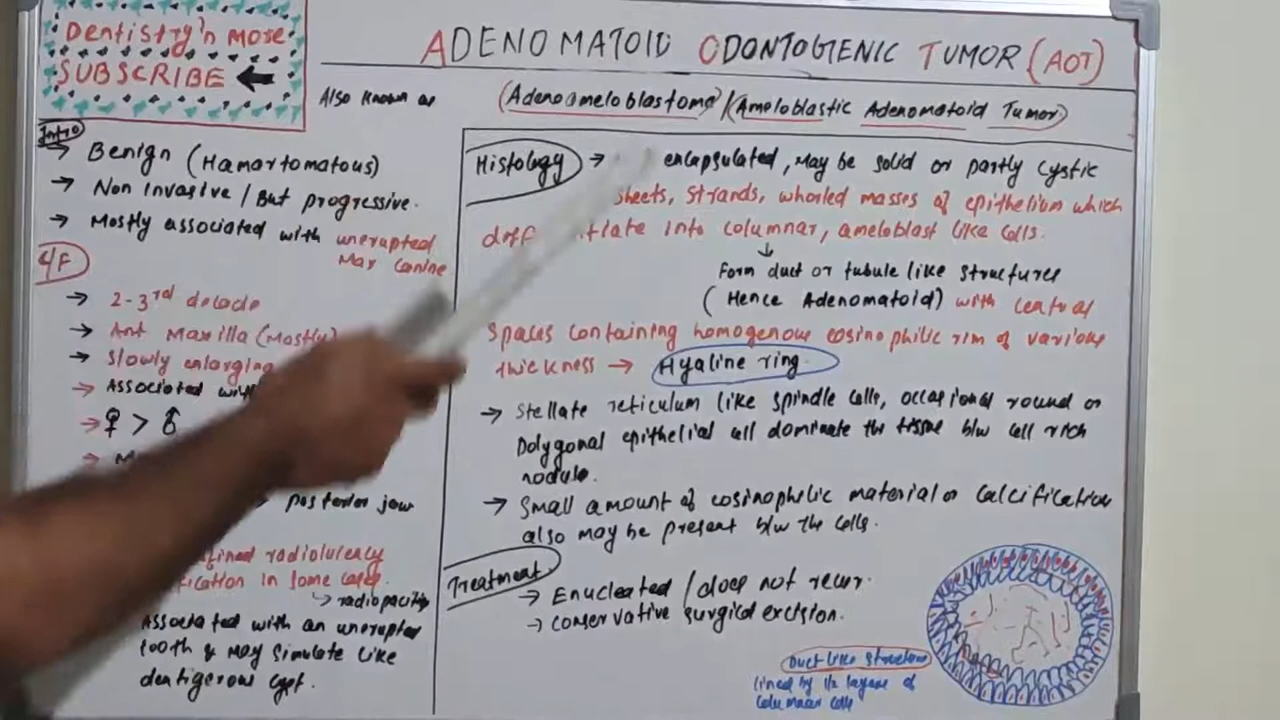 Dentistry'n more
SUBSCRIBE
ADENOMATOID ODONTOGENIC TUMOR (AOT)
Also known as (Adenoameloblastoma) / (Ameloblastic Adenomatoid Tumor)
Intro
→ Benign (Hamartomatous)
→ Non Invasive / But progressive.
→ Mostly associated with unerupted
Max Canine
C/F
→ 2-3rd decade
→ Ant Maxilla (Mostly)
→ Slowly enlarging
→ Associated
→ ♀ > ♂
→
posterior jaw
radiolucency
in some cases.
↳ radiopacity
Associated with an unerupted
tooth & may simulate like
dentigerous cyst.
Histology → encapsulated, May be solid or partly cystic
sheets, strands, whorled masses of epithelium which
into columnar, ameloblast like cells.
↓
Form duct or tubule like structures
(Hence Adenomatoid) with central
spaces containing homogenous eosinophilic rim of various
thickness → Hyaline ring.
→ Stellate reticulum like spindle cells, occasional round or
polygonal epithelial cell dominate the tissue b/w cell rich
nodule.
→ Small amount of eosinophilic material or calcification
also may be present b/w the cells.
Treatment
→ Enucleated / does not recur.
→ conservative surgical excision.
Duct like structure
lined by 1/2 layers of
columnar cells